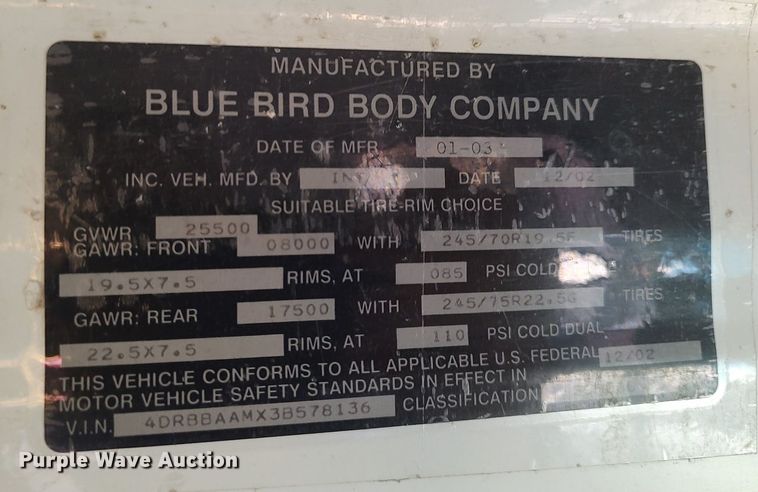 MANUFACTURED BY
BLUE BIRD BODY COMPANY
DATE OF MFR. 01-03
INC. VEH. MFD. BY DATE 12/02
SUITABLE TIRE-RIM CHOICE
GVWR 25500
GAWR: FRONT 08000 WITH 245/70R19.5F TIRES
19.5X7.5 RIMS, AT 085 PSI COLD
GAWR: REAR 17500 WITH 245/75R22.5G TIRES
22.5X7.5 RIMS, AT 110 PSI COLD DUAL
THIS VEHICLE CONFORMS TO ALL APPLICABLE U.S. FEDERAL
MOTOR VEHICLE SAFETY STANDARDS IN EFFECT IN 12/02
V.I.N. 4DRBBAAMX3B578136 CLASSIFICATION
Purple Wave Auction